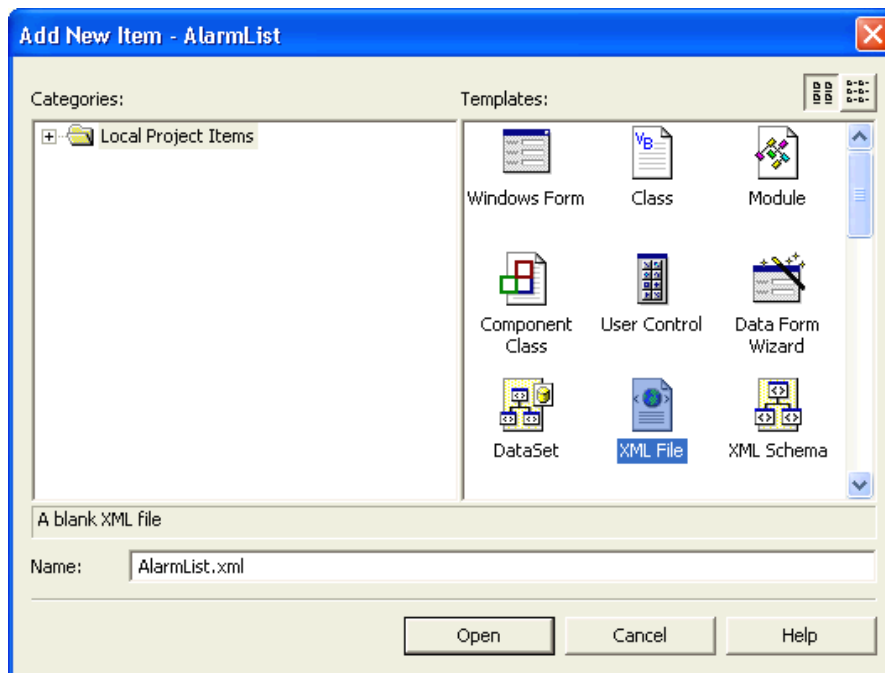 Add New Item - AlarmList
Categories:
Templates:
Local Project Items
Windows Form
Class
Module
Component
Class
User Control
Data Form
Wizard
DataSet
XML File
XML Schema
A blank XML file
Name:
AlarmList.xml
Open
Cancel
Help